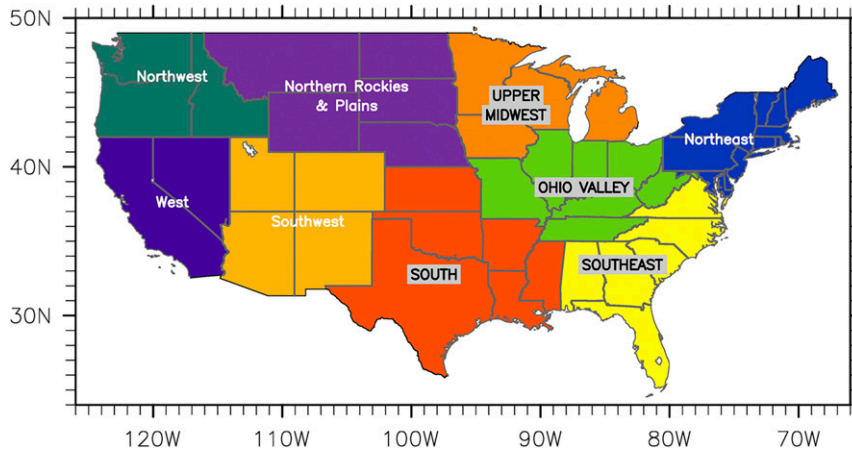 50N
Northwest
Northern Rockies
& Plains
UPPER
MIDWEST
Northeast
40N
OHIO VALLEY
West
Southwest
SOUTH
SOUTHEAST
30N
120W
110W
100W
90W
80W
70W